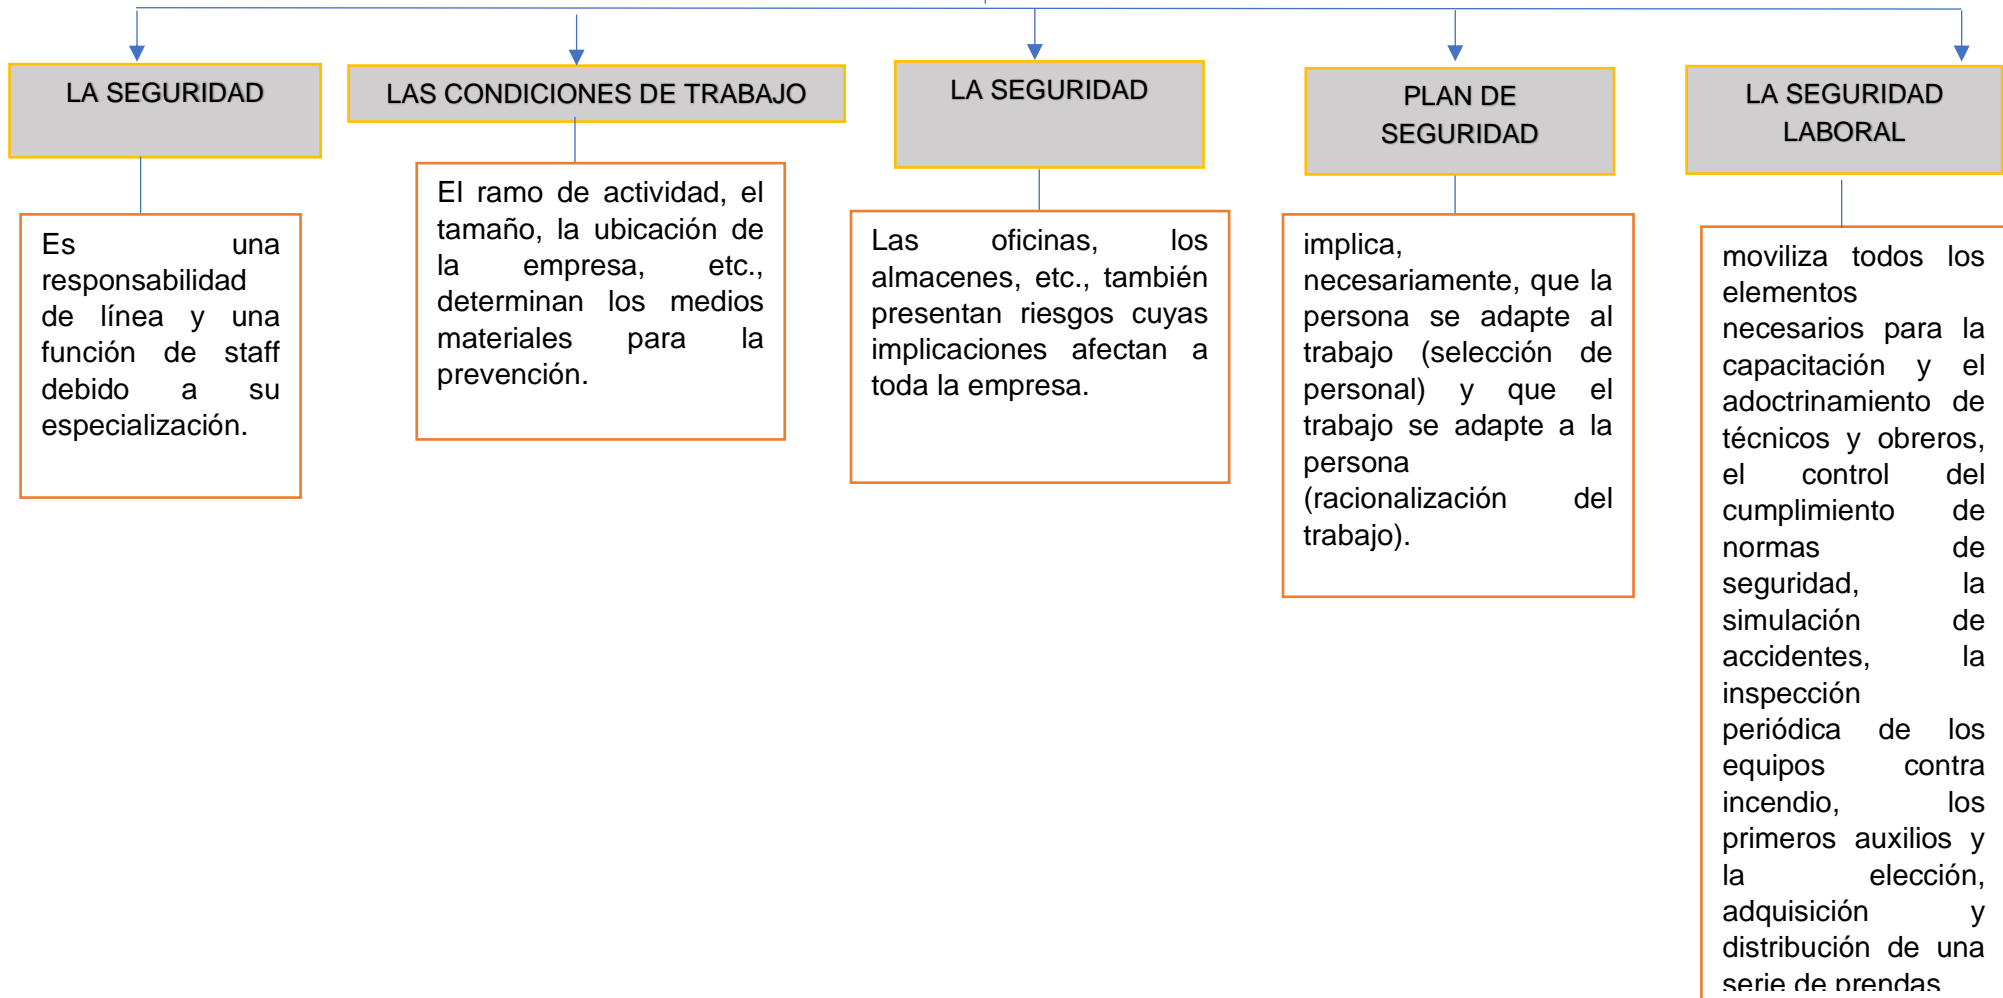 LA SEGURIDAD
Es una
responsabilidad
de línea y una
función de staff
debido a su
especialización.
LAS CONDICIONES DE TRABAJO
El ramo de actividad, el
tamaño, la ubicación de
la empresa, etc.,
determinan los medios
materiales para la
prevención.
LA SEGURIDAD
Las oficinas, los
almacenes, etc., también
presentan riesgos cuyas
implicaciones afectan a
toda la empresa.
PLAN DE
SEGURIDAD
implica,
necesariamente, que la
persona se adapte al
trabajo (selección de
personal) y que el
trabajo se adapte a la
persona
(racionalización del
trabajo).
LA SEGURIDAD
LABORAL
moviliza todos los
elementos
necesarios para la
capacitación y el
adoctrinamiento de
técnicos y obreros,
el control del
cumplimiento de
normas de
seguridad, la
simulación de
accidentes, la
inspección
periódica de los
equipos contra
incendio, los
primeros auxilios y
la elección,
adquisición y
distribución de una
serie de prendas